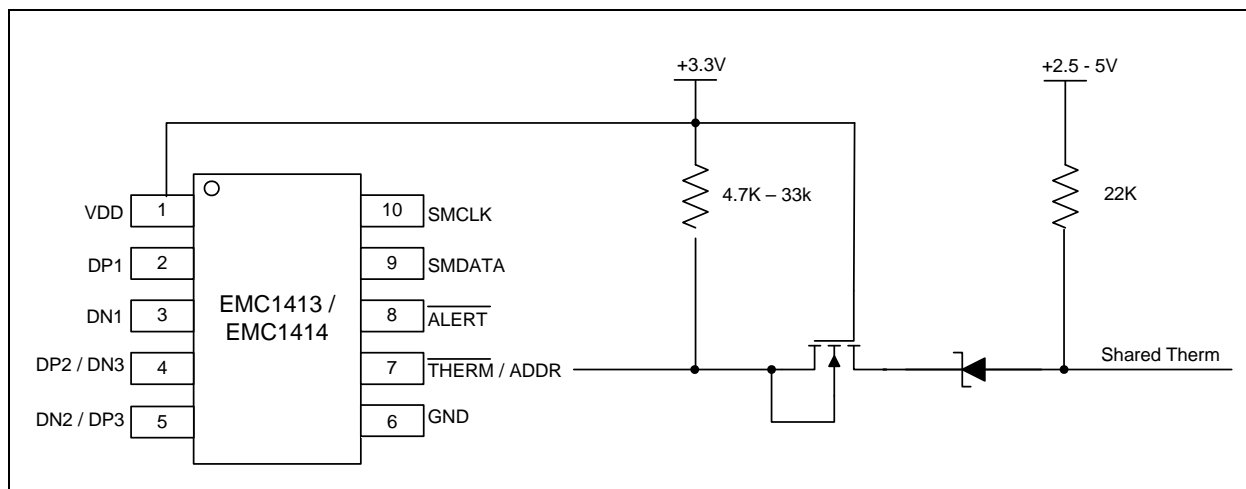 +3.3V
+2.5 - 5V
4.7K – 33k
22K
VDD 1
10 SMCLK
DP1 2
9 SMDATA
DN1 3
8 ALERT
DP2 / DN3 4
7 THERM / ADDR
DN2 / DP3 5
6 GND
EMC1413 /
EMC1414
Shared Therm